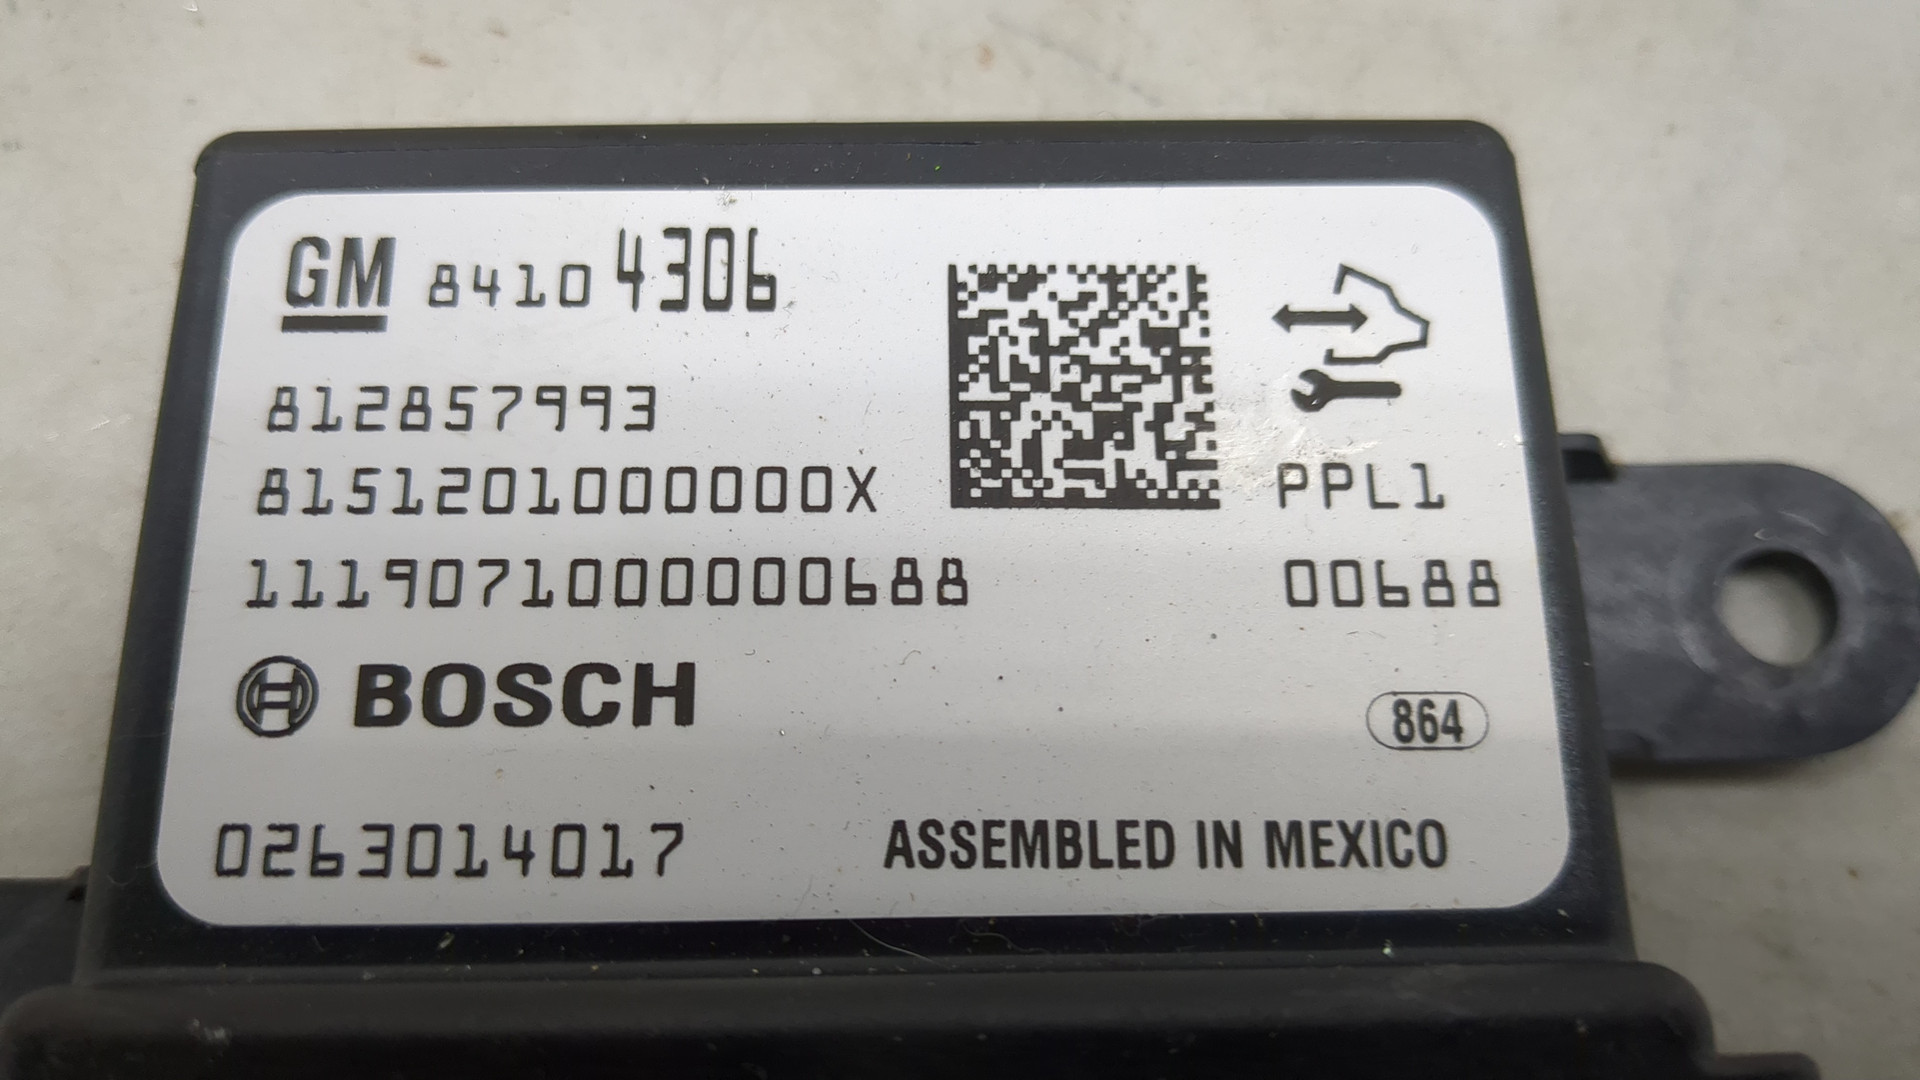 GM 84104306
812857993
8151201000000X
1119071000000688
PPL1
00688
BOSCH
864
0263014017
ASSEMBLED IN MEXICO